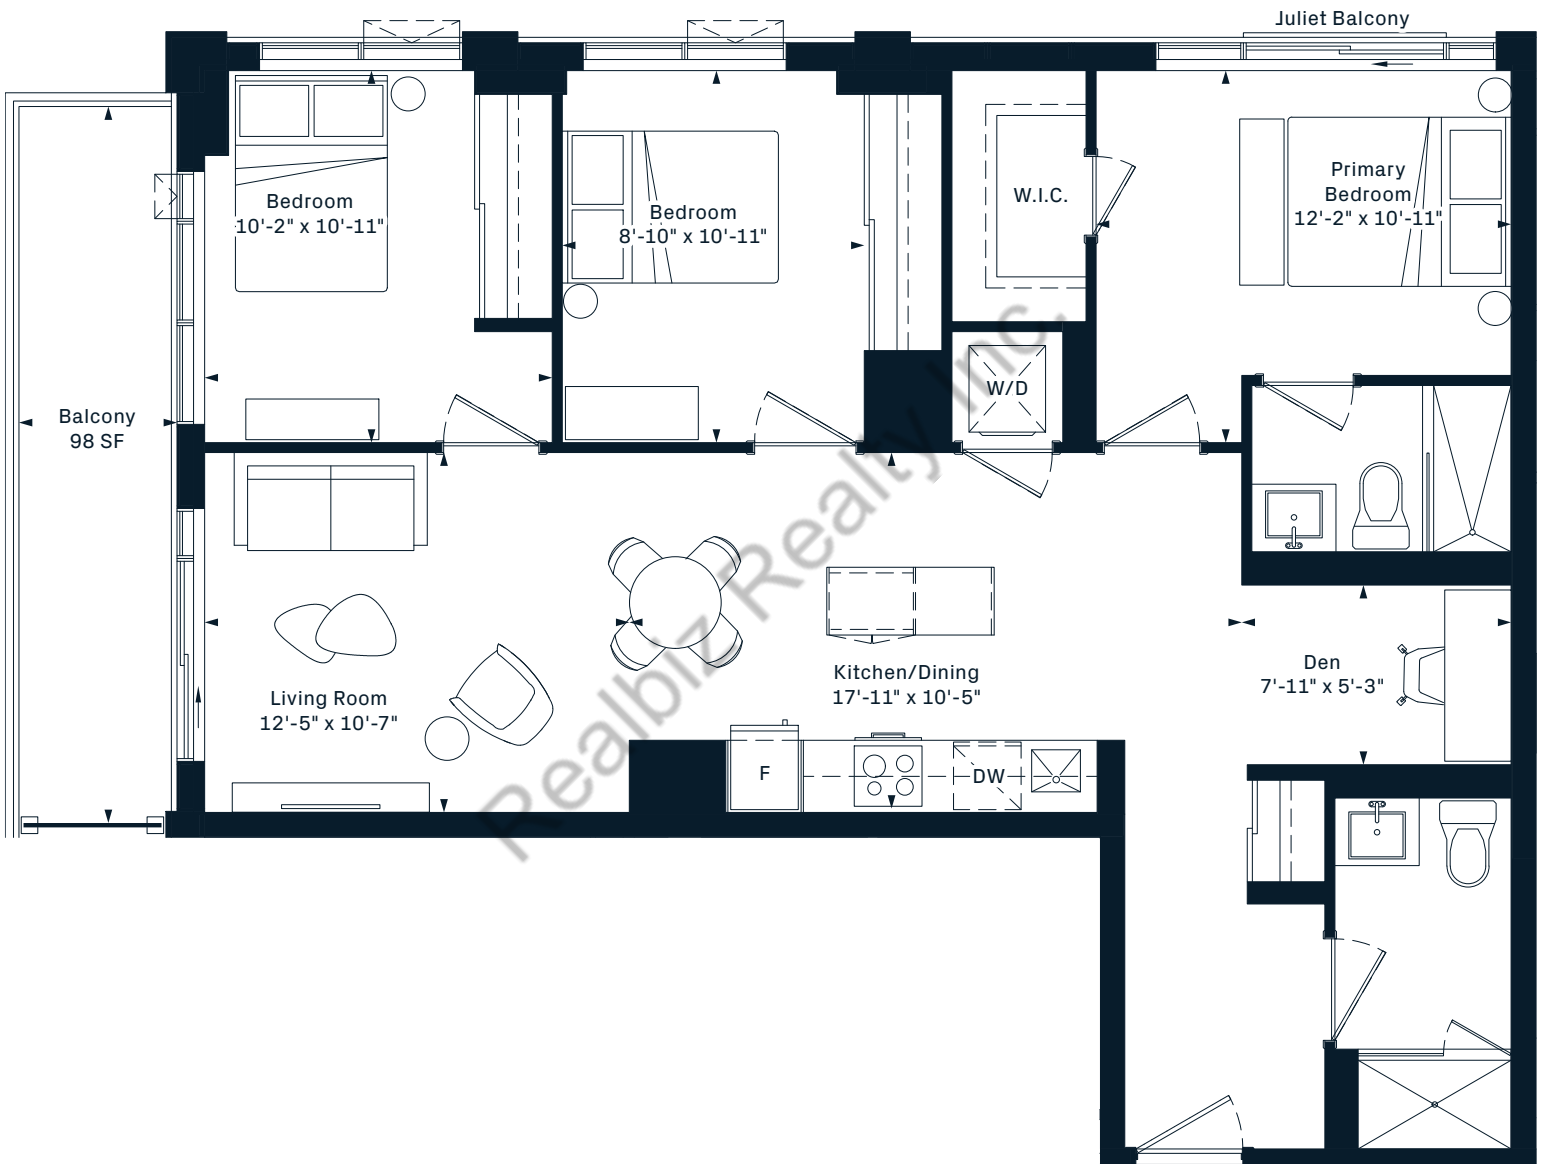 Juliet Balcony
Bedroom
10'-2" x 10'-11"
Bedroom
8'-10" x 10'-11"
W.I.C.
Primary
Bedroom
12'-2" x 10'-11"
W/D
Balcony
98 SF
Living Room
12'-5" x 10'-7"
Kitchen/Dining
17'-11" x 10'-5"
Den
7'-11" x 5'-3"
F
DW
Realbiz Realty Inc.